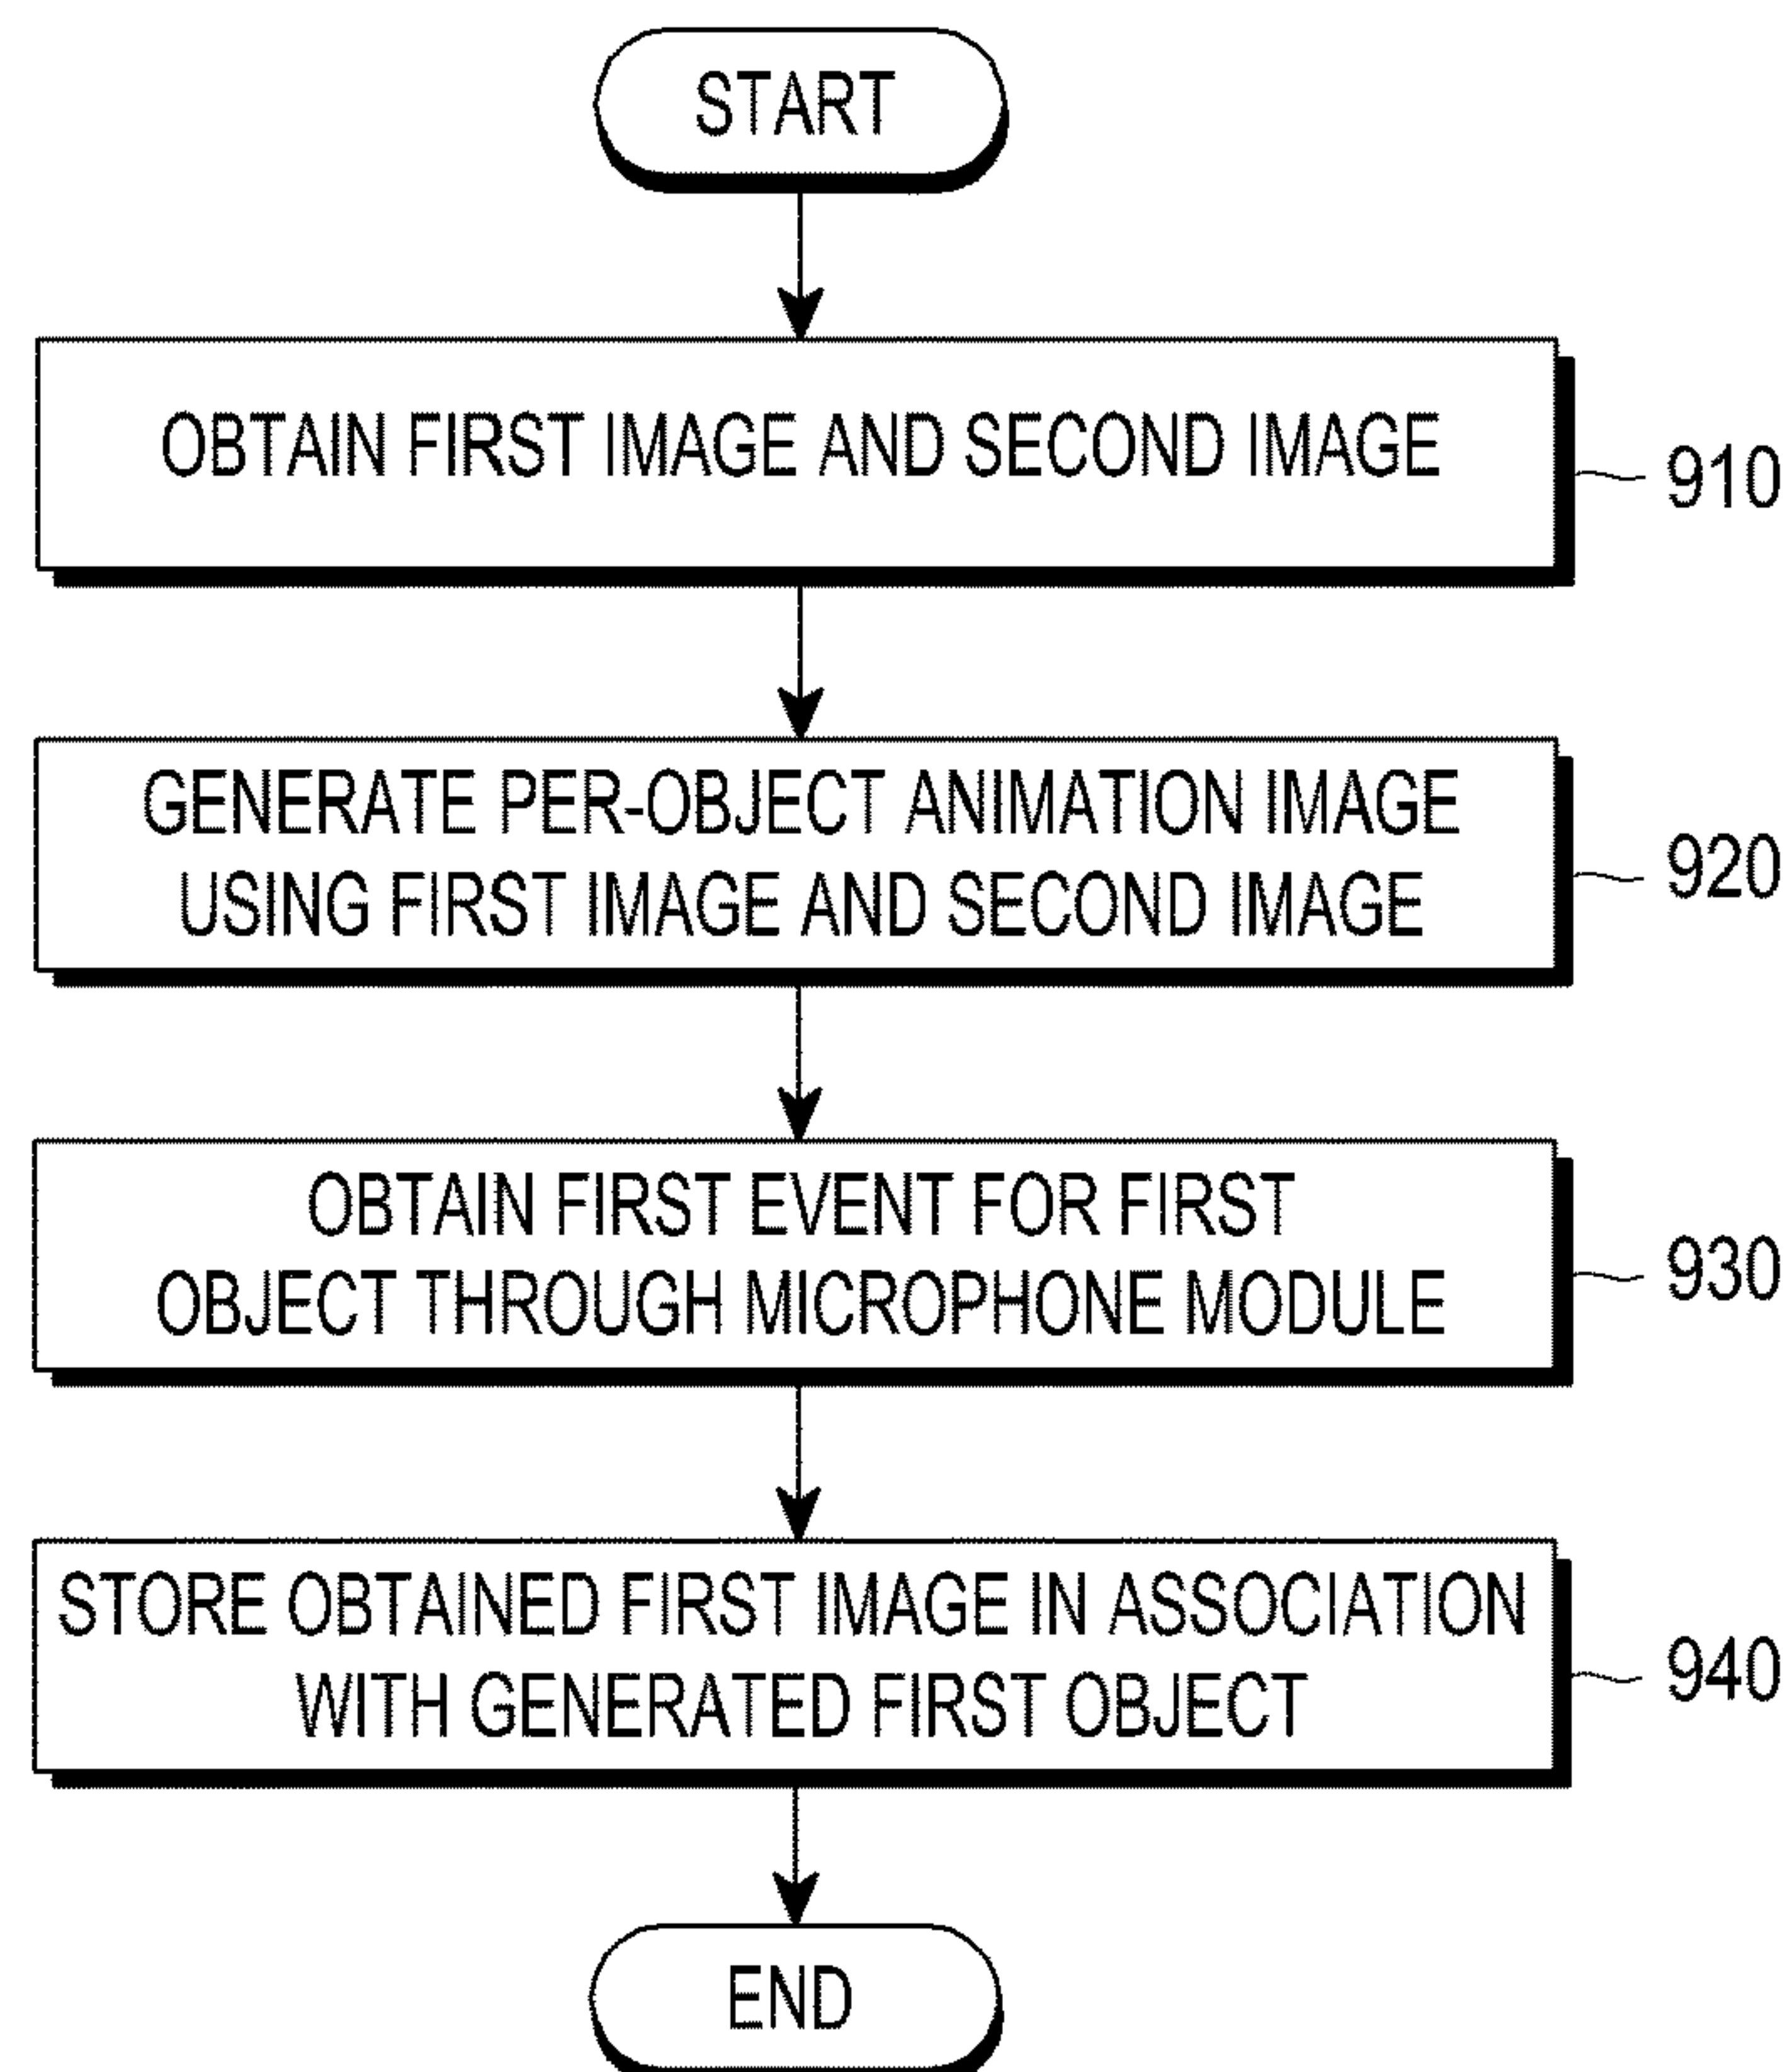 START
OBTAIN FIRST IMAGE AND SECOND IMAGE
910
GENERATE PER-OBJECT ANIMATION IMAGE
USING FIRST IMAGE AND SECOND IMAGE
920
OBTAIN FIRST EVENT FOR FIRST
OBJECT THROUGH MICROPHONE MODULE
930
STORE OBTAINED FIRST IMAGE IN ASSOCIATION
WITH GENERATED FIRST OBJECT
940
END